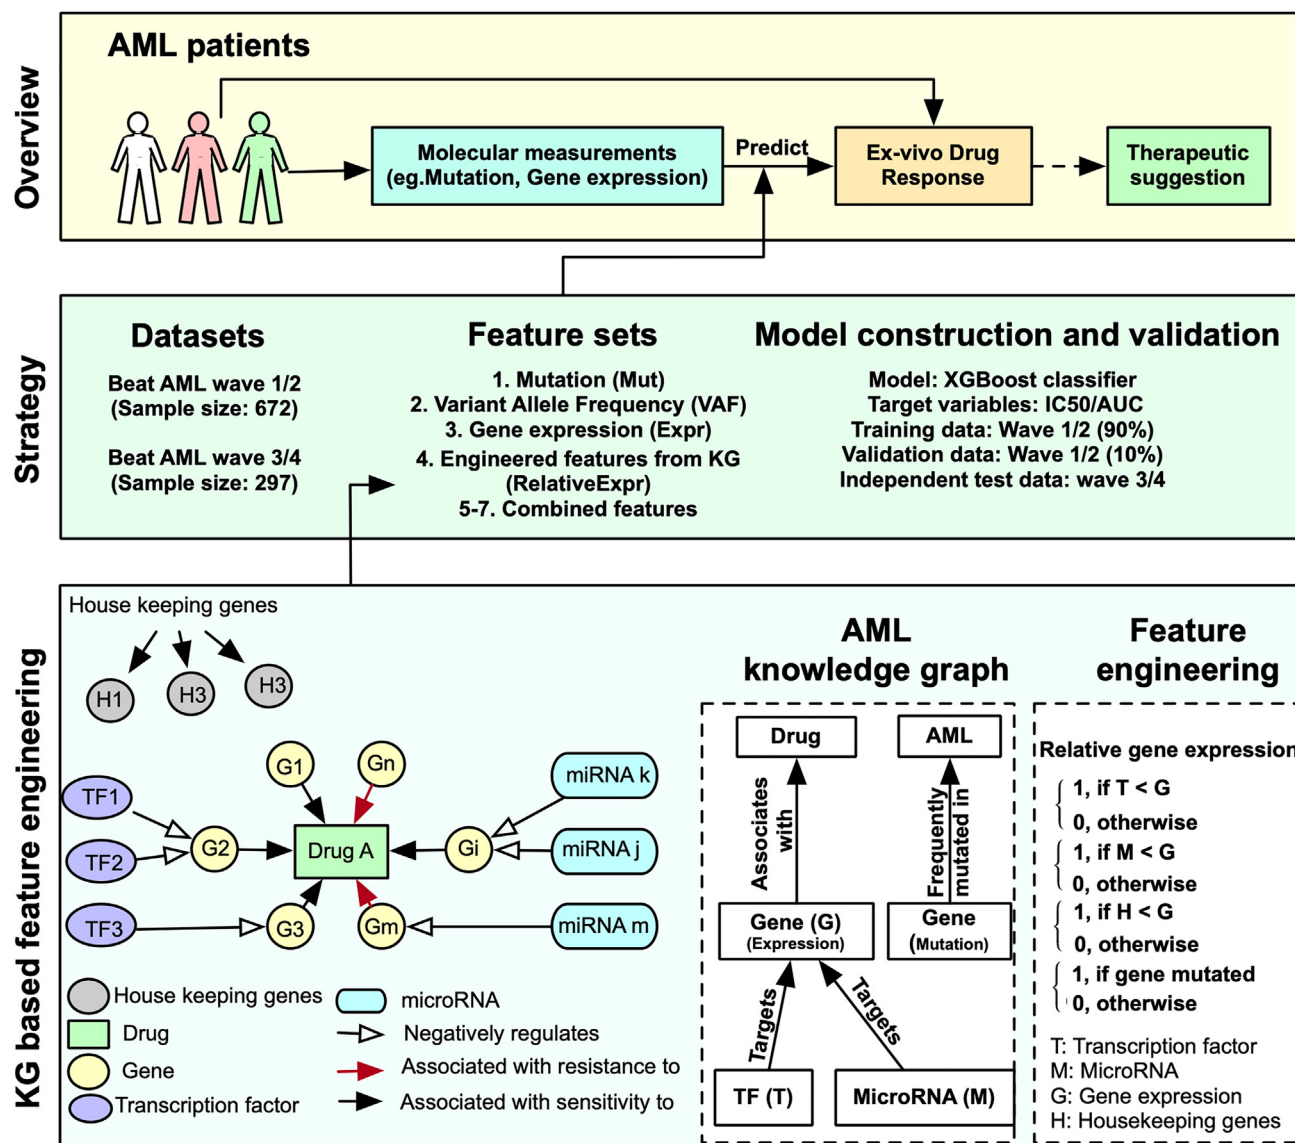 Overview
AML patients
Molecular measurements
(eg.Mutation, Gene expression)
Predict
Ex-vivo Drug
Response
Therapeutic
suggestion
Strategy
Datasets
Beat AML wave 1/2
(Sample size: 672)
Beat AML wave 3/4
(Sample size: 297)
Feature sets
1. Mutation (Mut)
2. Variant Allele Frequency (VAF)
3. Gene expression (Expr)
4. Engineered features from KG
(RelativeExpr)
5-7. Combined features
Model construction and validation
Model: XGBoost classifier
Target variables: IC50/AUC
Training data: Wave 1/2 (90%)
Validation data: Wave 1/2 (10%)
Independent test data: wave 3/4
KG based feature engineering
House keeping genes
H1
H3
H3
G1
Gn
TF1
TF2
TF3
G2
G3
Drug A
Gi
Gm
miRNA k
miRNA j
miRNA m
House keeping genes
Drug
Gene
Transcription factor
microRNA
Negatively regulates
Associated with resistance to
Associated with sensitivity to
AML
knowledge graph
Drug
AML
Associates
with
Frequently
mutated in
Gene (G)
(Expression)
Gene
(Mutation)
Targets
Targets
TF (T)
MicroRNA (M)
Feature
engineering
Relative gene expression
1, if T < G
0, otherwise
1, if M < G
0, otherwise
1, if H < G
0, otherwise
1, if gene mutated
0, otherwise
T: Transcription factor
M: MicroRNA
G: Gene expression
H: Housekeeping genes